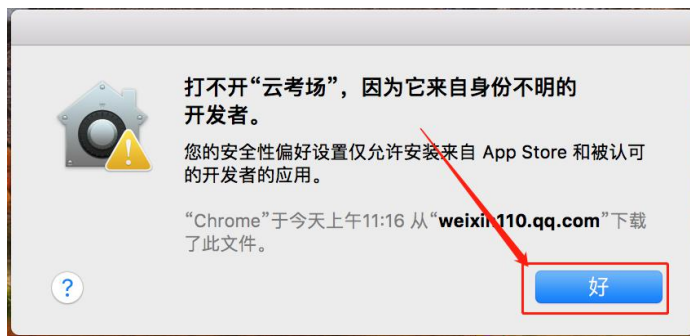 打不开“云考场”，因为它来自身份不明的
开发者。
您的安全性偏好设置仅允许安装来自 App Store 和被认可
的开发者的应用。
“Chrome”于今天上午11:16 从“weixin110.qq.com”下载
了此文件。
?
好